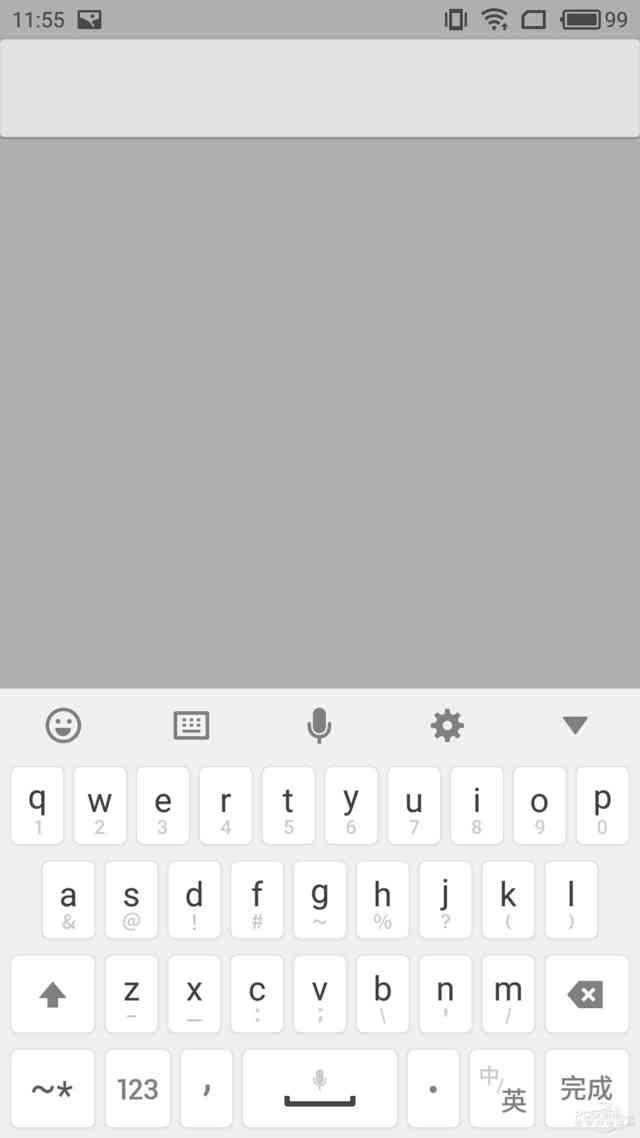 11:55 99
q w e r t y u i o p
1 2 3 4 5 6 7 8 9 0
a s d f g h j k l
& @ ! # ~ % ? ( )
z x c v b n m
- _ : ; \ ' /
~* 123 , . 中/英 完成